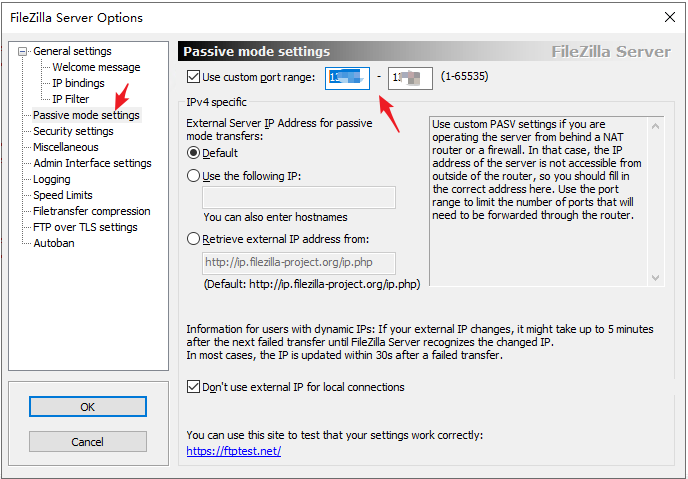 FileZilla Server Options
General settings
Welcome message
IP bindings
IP Filter
Passive mode settings
Security settings
Miscellaneous
Admin Interface settings
Logging
Speed Limits
Filetransfer compression
FTP over TLS settings
Autoban
OK
Cancel
Passive mode settings
FileZilla Server
Use custom port range:
-
(1-65535)
IPv4 specific
External Server IP Address for passive
mode transfers:
Default
Use the following IP:
You can also enter hostnames
Retrieve external IP address from:
http://ip.filezilla-project.org/ip.php
(Default: http://ip.filezilla-project.org/ip.php)
Use custom PASV settings if you are
operating the server from behind a NAT
router or a firewall. In that case, the IP
address of the server is not accessible from
outside of the router, so you should fill in
the correct address here. Use the port
range to limit the number of ports that will
need to be forwarded through the router.
Information for users with dynamic IPs: If your external IP changes, it might take up to 5 minutes
after the next failed transfer until FileZilla Server recognizes the changed IP.
In most cases, the IP is updated within 30s after a failed transfer.
Don't use external IP for local connections
You can use this site to test that your settings work correctly:
https://ftptest.net/